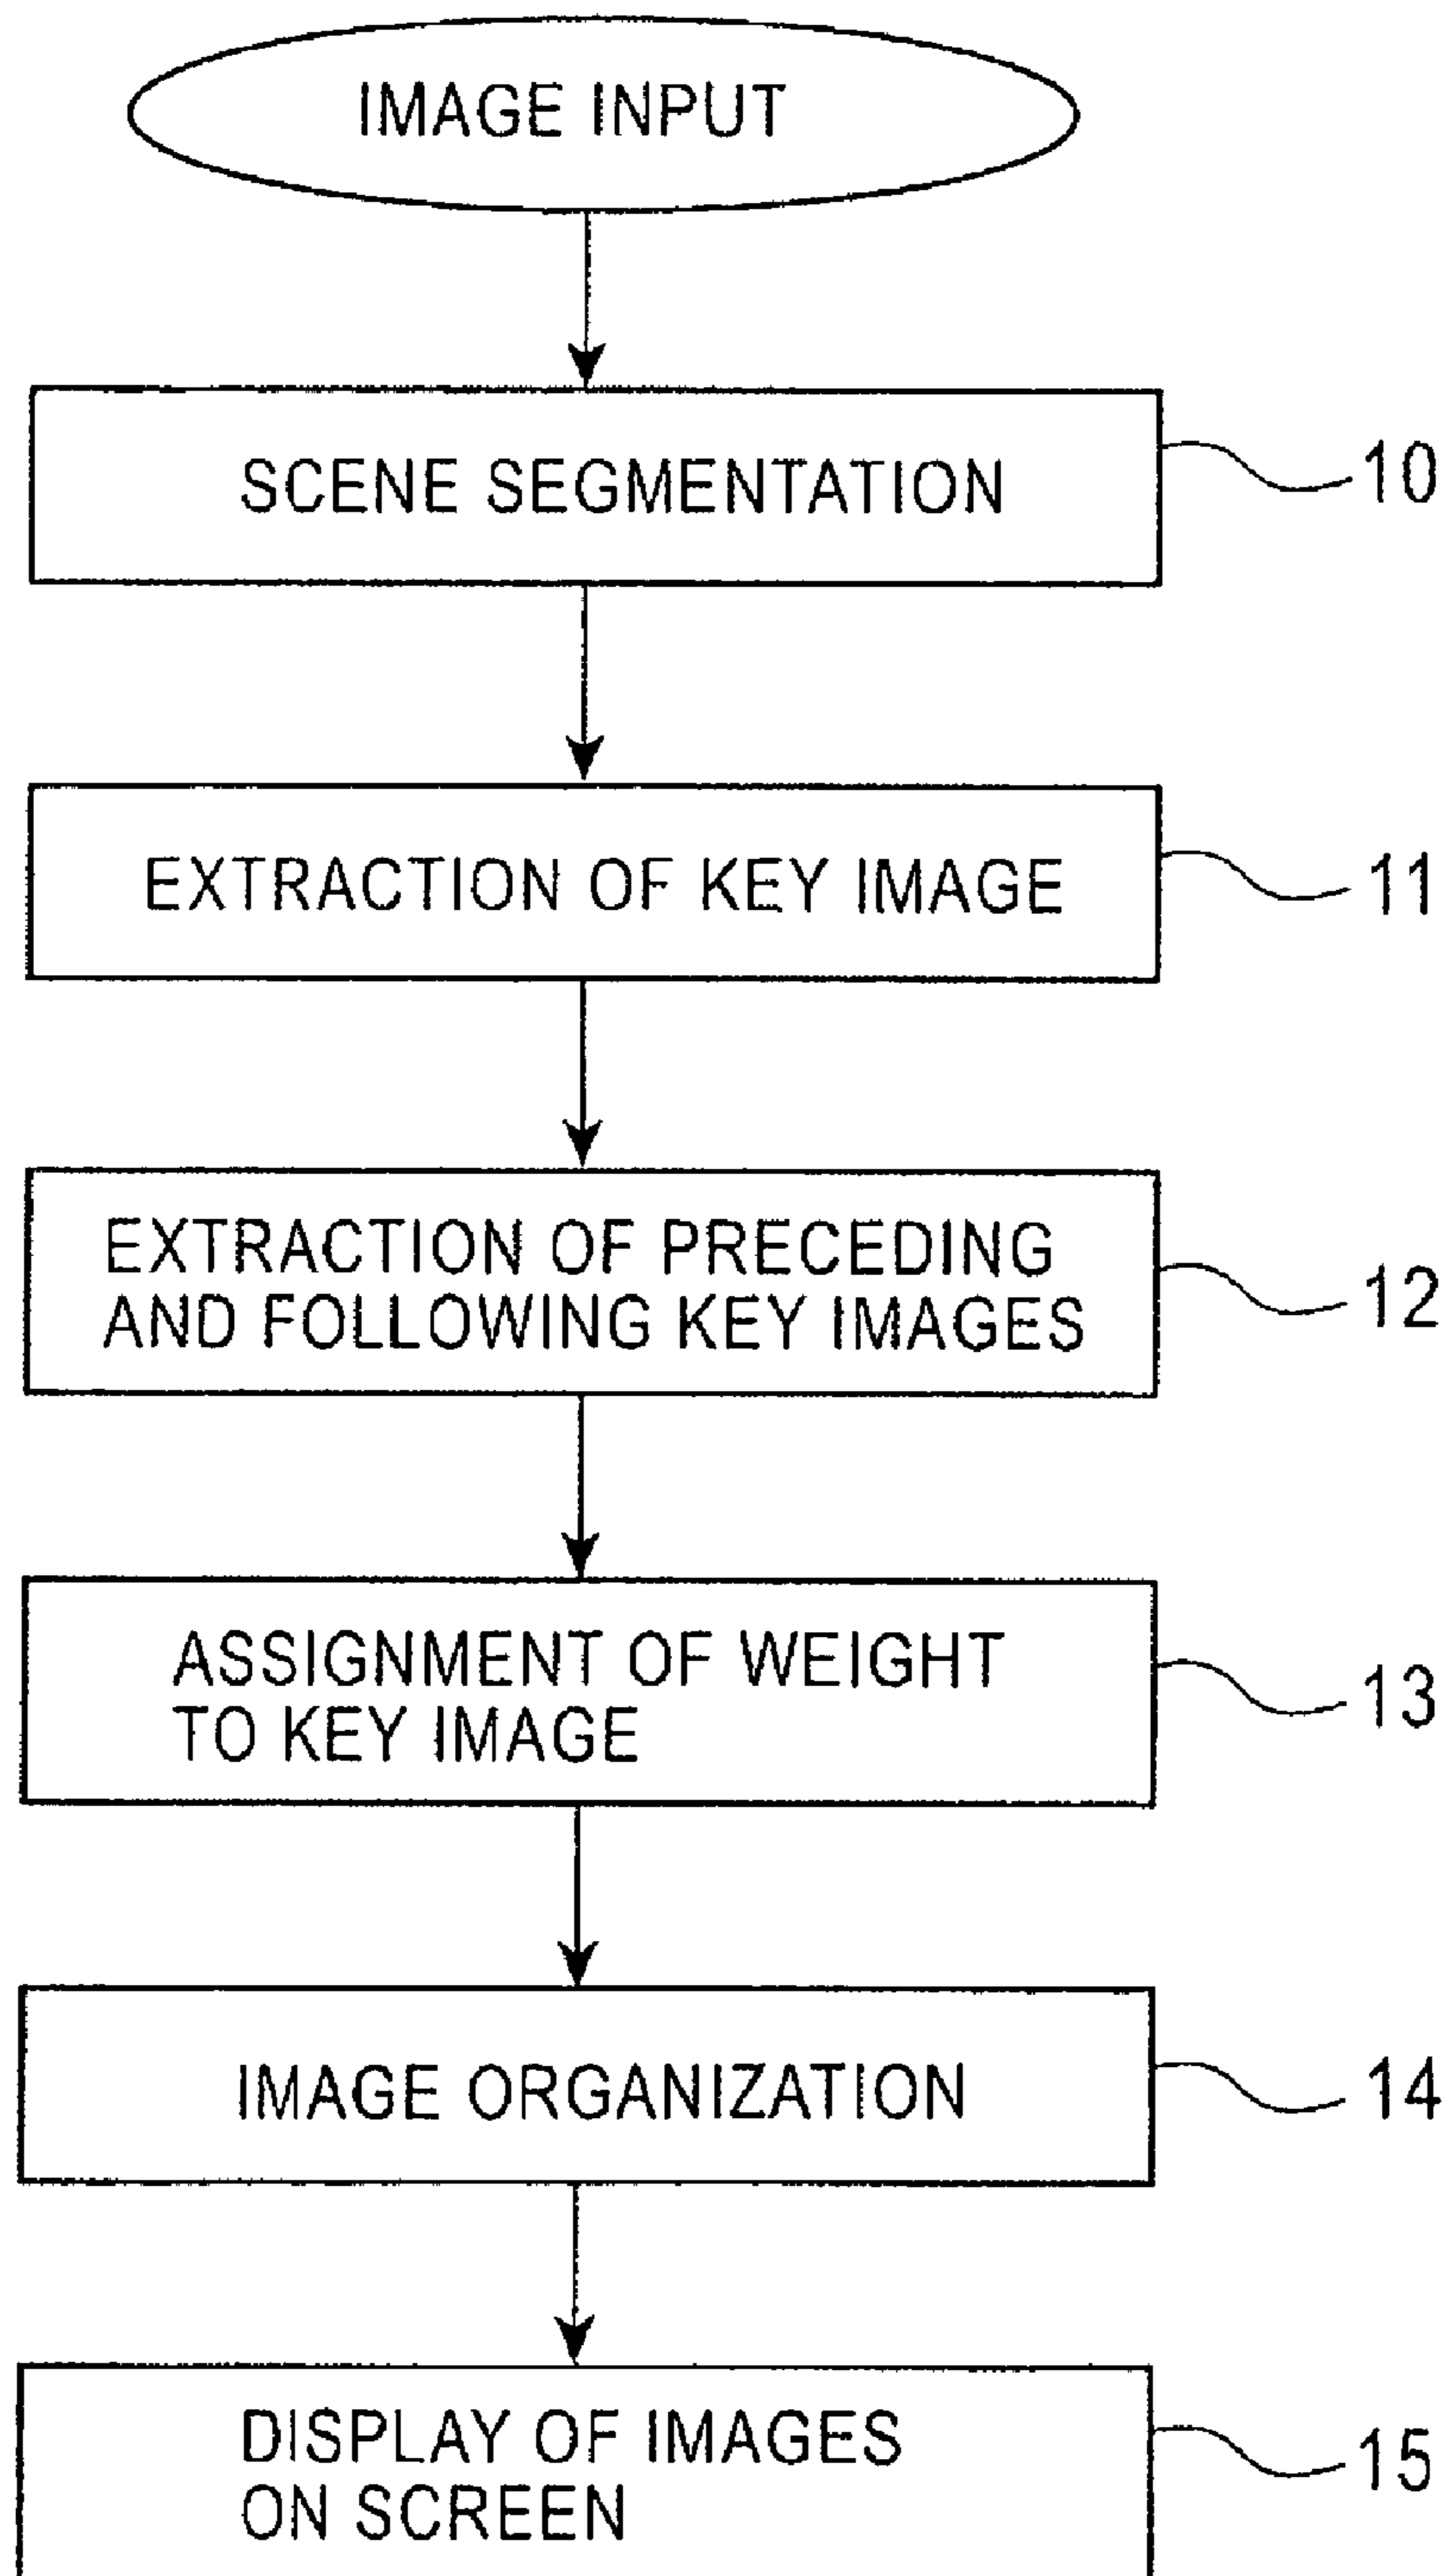 IMAGE INPUT
SCENE SEGMENTATION
10
EXTRACTION OF KEY IMAGE
11
EXTRACTION OF PRECEDING
AND FOLLOWING KEY IMAGES
12
ASSIGNMENT OF WEIGHT
TO KEY IMAGE
13
IMAGE ORGANIZATION
14
DISPLAY OF IMAGES
ON SCREEN
15